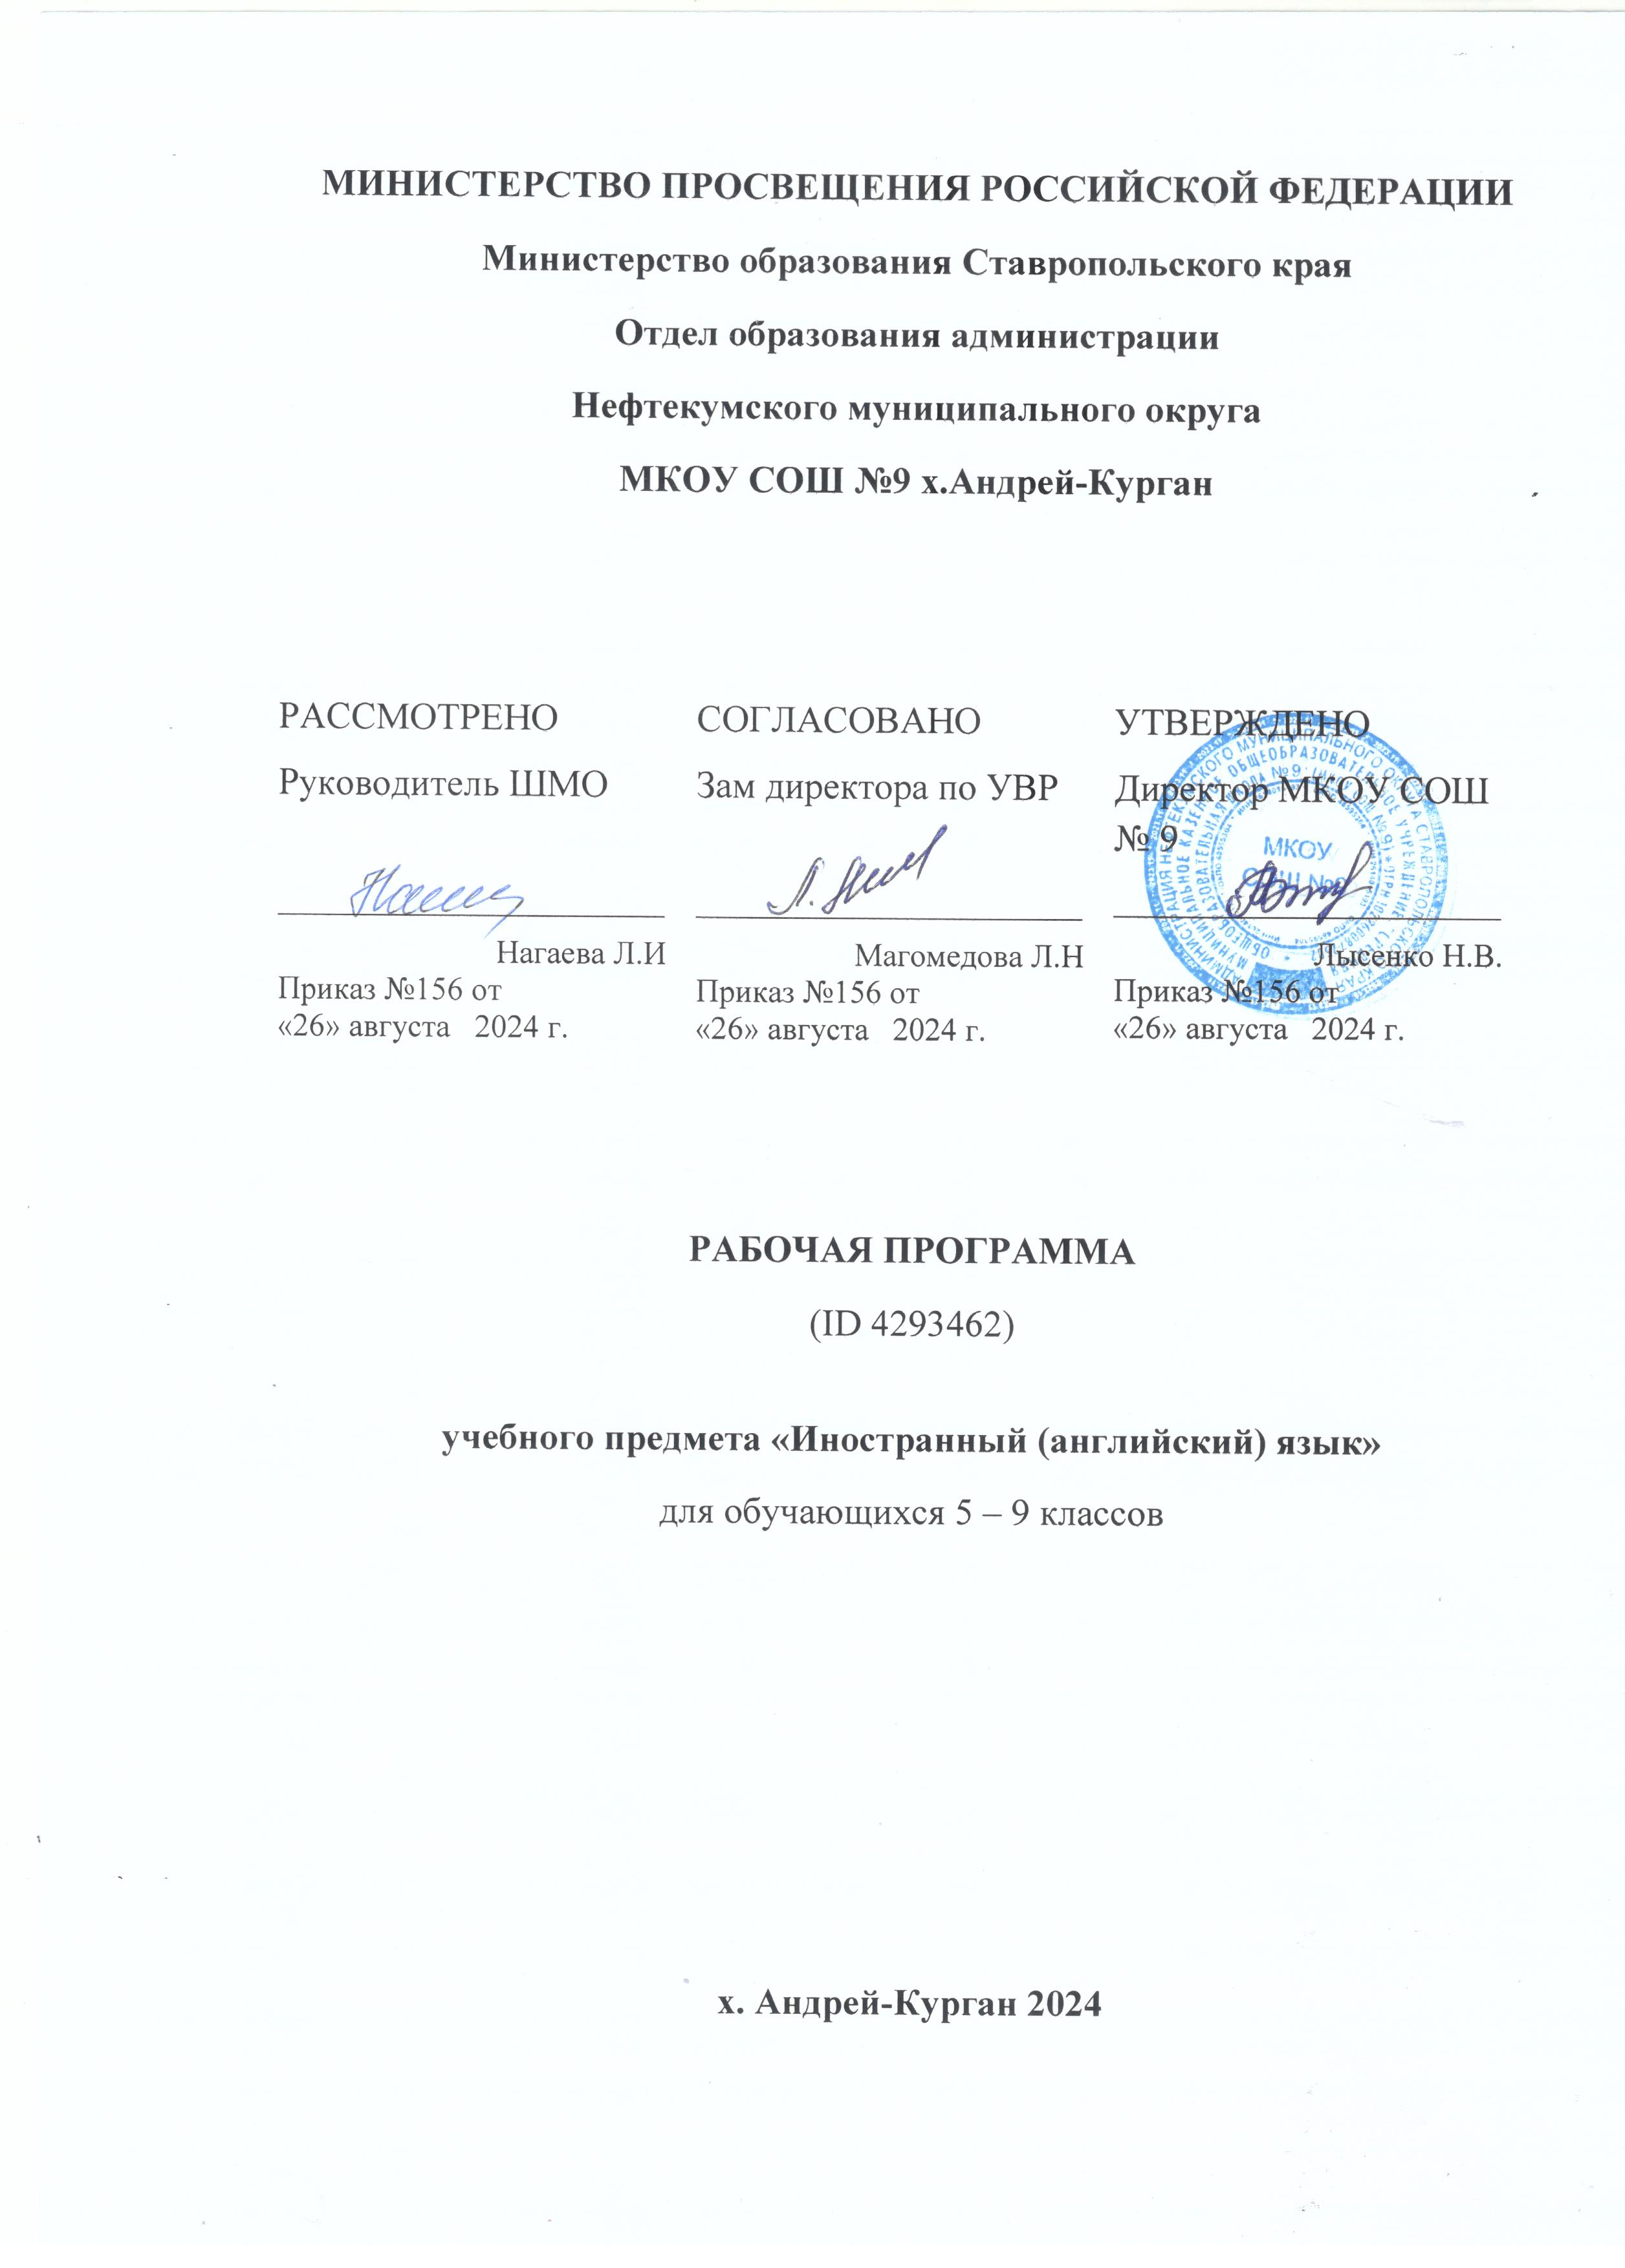 МИНИСТЕРСТВО ПРОСВЕЩЕНИЯ РОССИЙСКОЙ ФЕДЕРАЦИИ
Министерство образования Ставропольского края
Отдел образования администрации
Нефтекумского муниципального округа
МКОУ СОШ №9 х.Андрей-Курган
РАССМОТРЕНО
Руководитель ШМО
Нагаева Л.И
Приказ №156 от
«26» августа 2024 г.
СОГЛАСОВАНО
Зам директора по УВР
Магомедова Л.Н
Приказ №156 от
«26» августа 2024 г.
УТВЕРЖДЕНО
Директор МКОУ СОШ
№ 9
МКОУ
СОШ №9
Лысенко Н.В.
Приказ №156 от
«26» августа 2024 г.
РАБОЧАЯ ПРОГРАММА
(ID 4293462)
учебного предмета «Иностранный (английский) язык»
для обучающихся 5 – 9 классов
х. Андрей-Курган 2024